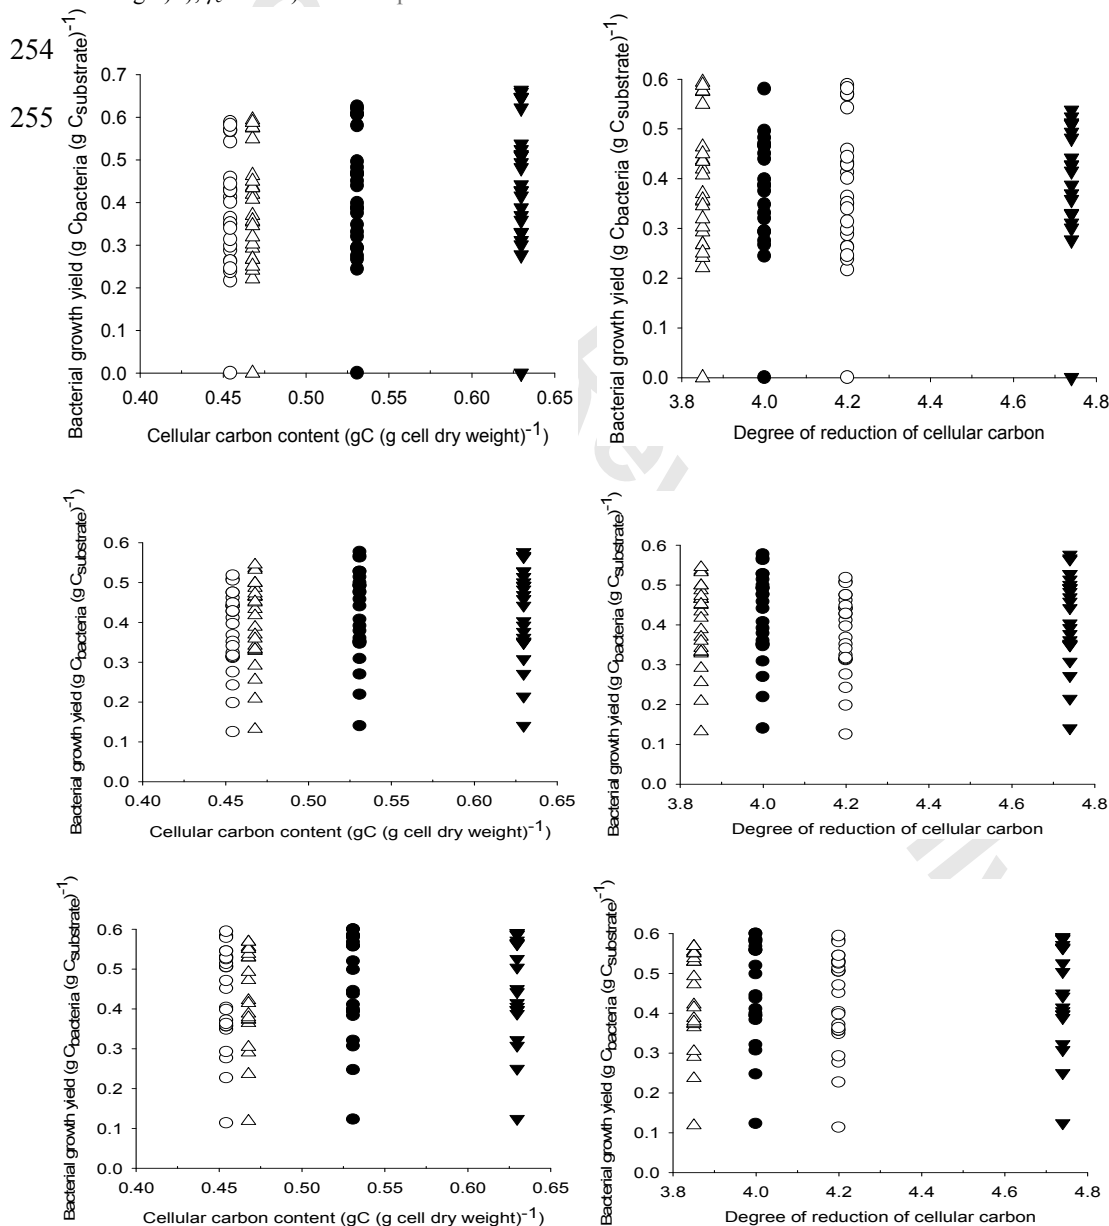 254
255
Bacterial growth yield (g Cbacteria (g Csubstrate)-1)
0.7
0.6
0.5
0.4
0.3
0.2
0.1
0.0
0.40 0.45 0.50 0.55 0.60 0.65
Cellular carbon content (gC (g cell dry weight)-1)
Bacterial growth yield (g Cbacteria (g Csubstrate)-1)
0.6
0.5
0.4
0.3
0.2
0.1
0.0
3.8 4.0 4.2 4.4 4.6 4.8
Degree of reduction of cellular carbon
Bacterial growth yield (g Cbacteria (g Csubstrate)-1)
0.6
0.5
0.4
0.3
0.2
0.1
0.0
0.40 0.45 0.50 0.55 0.60 0.65
Cellular carbon content (gC (g cell dry weight)-1)
Bacterial growth yield (g Cbacteria (g Csubstrate)-1)
0.6
0.5
0.4
0.3
0.2
0.1
0.0
3.8 4.0 4.2 4.4 4.6 4.8
Degree of reduction of cellular carbon
Bacterial growth yield (g Cbacteria (g Csubstrate)-1)
0.6
0.5
0.4
0.3
0.2
0.1
0.0
0.40 0.45 0.50 0.55 0.60 0.65
Cellular carbon content (gC (g cell dry weight)-1)
Bacterial growth yield (g Cbacteria (g Csubstrate)-1)
0.6
0.5
0.4
0.3
0.2
0.1
0.0
3.8 4.0 4.2 4.4 4.6 4.8
Degree of reduction of cellular carbon